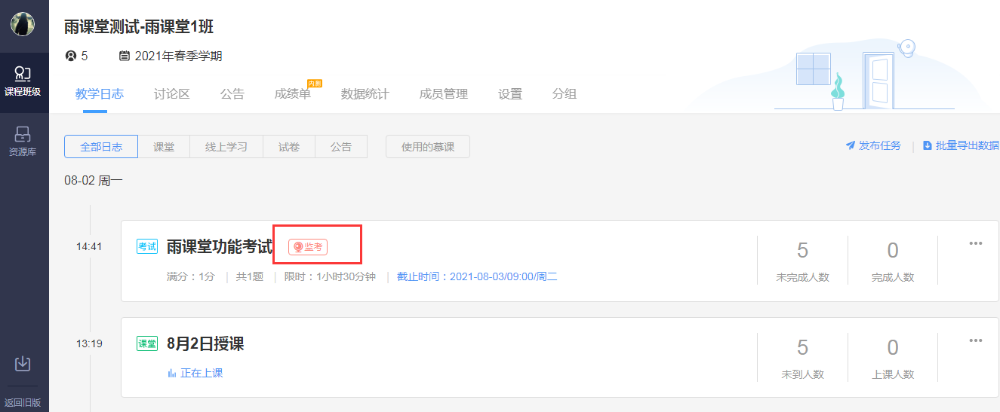 雨课堂测试-雨课堂1班
5 2021年春季学期
课程班级
教学日志 讨论区 公告 成绩单 内测 数据统计 成员管理 设置 分组
资源库
全部日志 课堂 线上学习 试卷 公告 使用的慕课 发布任务 批量导出数据
08-02 周一
14:41 考试 雨课堂功能考试 监考
满分：1分 共1题 限时：1小时30分钟 截止时间：2021-08-03/09:00/周二
5 0
未完成人数 完成人数
13:19 课堂 8月2日授课
正在上课
5 0
未到人数 上课人数
返回旧版